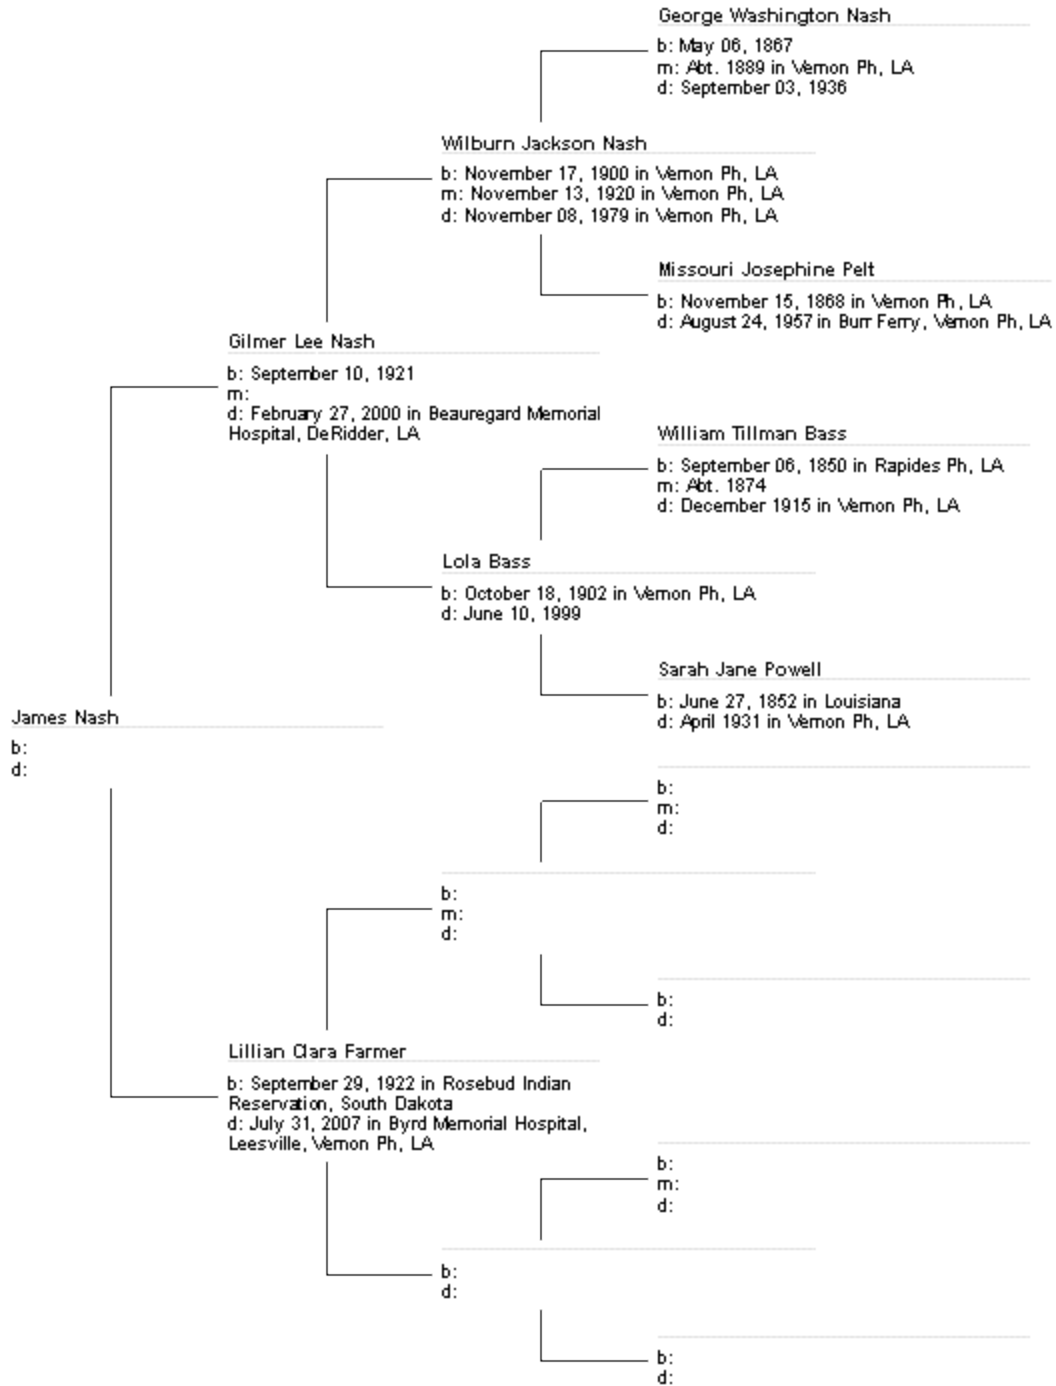 George Washington Nash
b: May 06, 1867
m: Abt. 1889 in Vernon Ph, LA
d: September 03, 1936
Wilburn Jackson Nash
b: November 17, 1900 in Vernon Ph, LA
m: November 13, 1920 in Vernon Ph, LA
d: November 08, 1979 in Vernon Ph, LA
Missouri Josephine Pelt
b: November 15, 1868 in Vernon Ph, LA
d: August 24, 1957 in Burr Ferry, Vernon Ph, LA
Gilmer Lee Nash
b: September 10, 1921
m:
d: February 27, 2000 in Beauregard Memorial
Hospital, DeRidder, LA
William Tillman Bass
b: September 06, 1850 in Rapides Ph, LA
m: Abt. 1874
d: December 1915 in Vernon Ph, LA
Lola Bass
b: October 18, 1902 in Vernon Ph, LA
d: June 10, 1999
Sarah Jane Powell
b: June 27, 1852 in Louisiana
d: April 1931 in Vernon Ph, LA
James Nash
b:
d:
b:
m:
d:
b:
m:
d:
b:
d:
Lillian Clara Farmer
b: September 29, 1922 in Rosebud Indian
Reservation, South Dakota
d: July 31, 2007 in Byrd Memorial Hospital,
Leesville, Vernon Ph, LA
b:
m:
d:
b:
d:
b:
d: